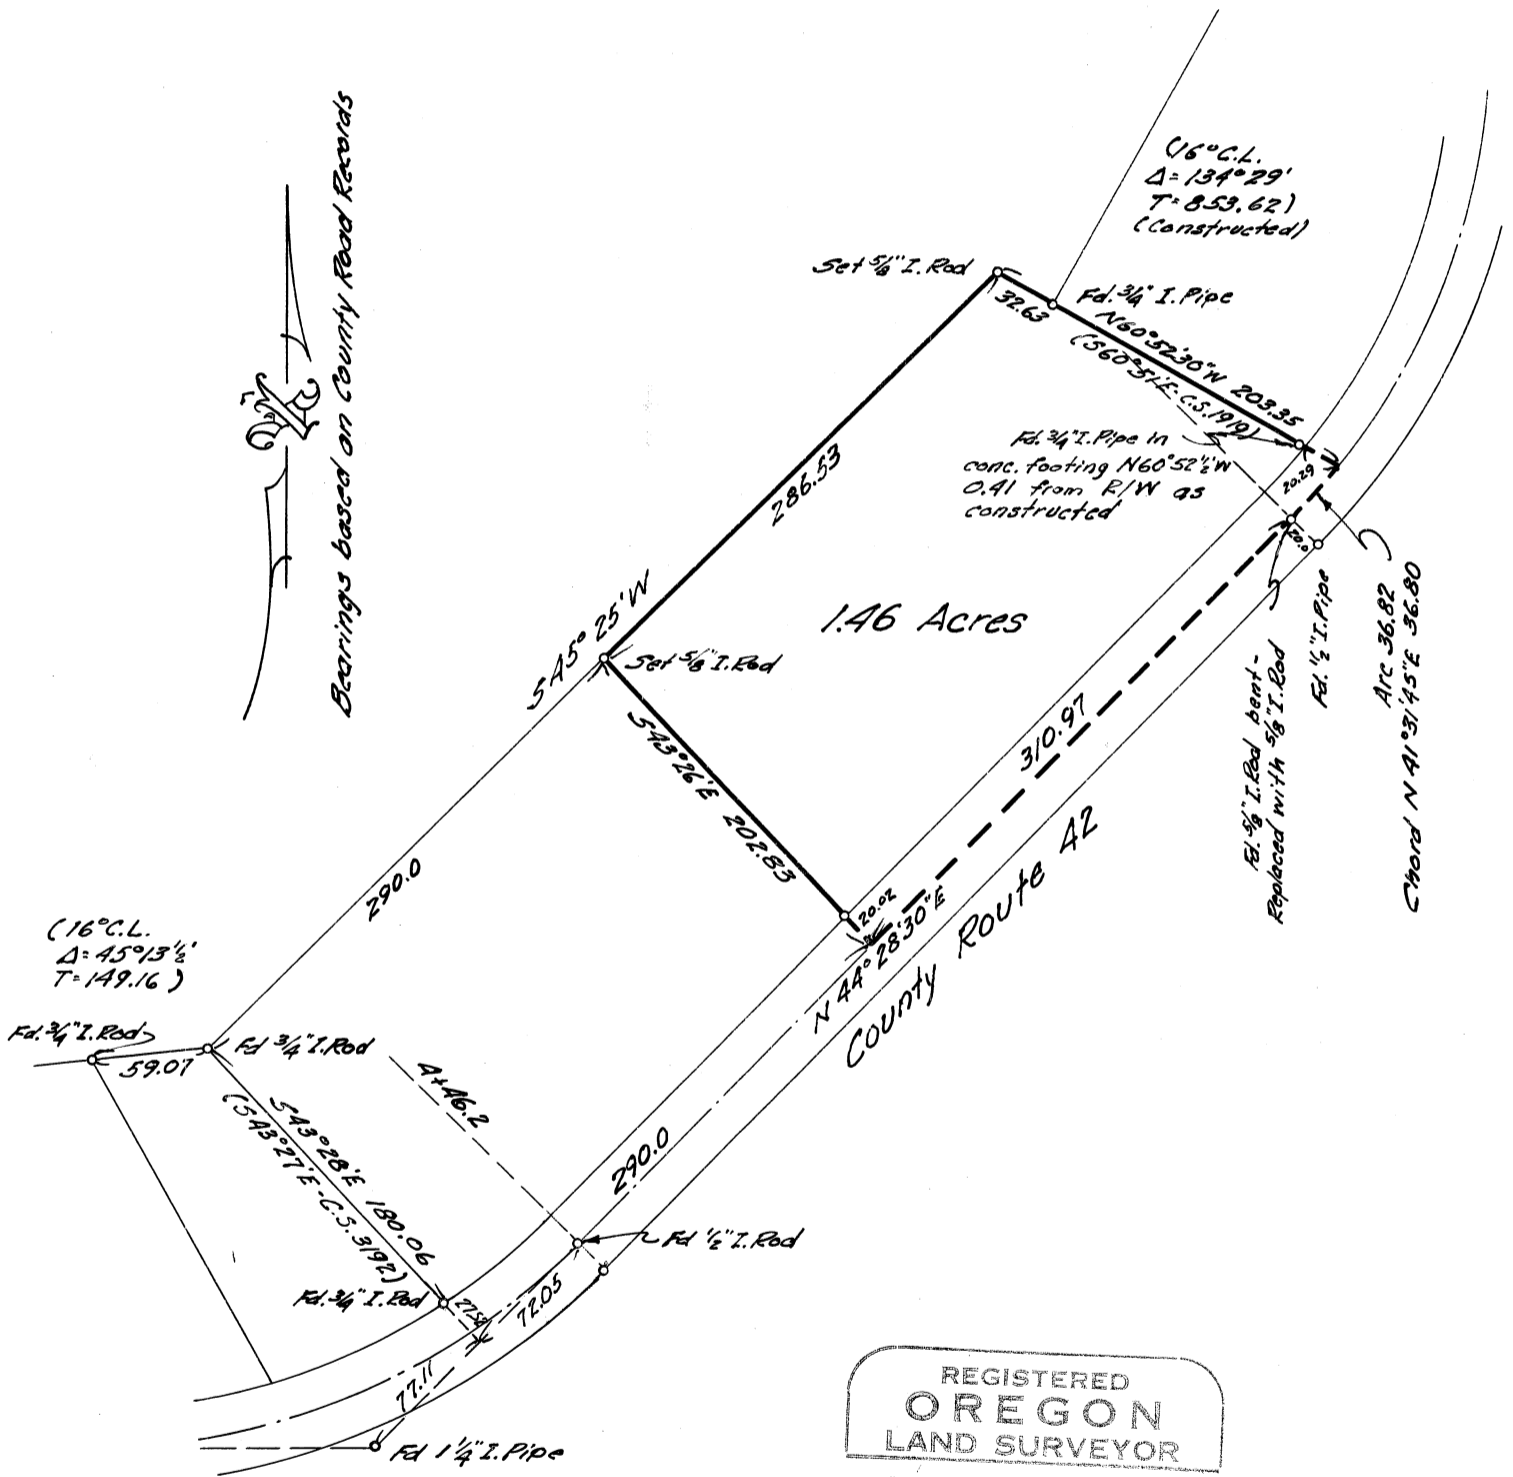 (16°C.L.
Δ=134°29'
T=853.62)
(Constructed)
Bearings based on County Road Records
Set 5/8" I. Rod
32.63
Fd. 3/4" I. Pipe
N60°52'30"W 203.35
(S60°51'E-C.S.1919)
Fd. 3/4" I. Pipe in
conc. footing N60°52'½'W
0.41 from R/W as
constructed
20.29
20.0
286.53
1.46 Acres
S45°25'W
Set 5/8" I. Rod
310.97
Fd. 5/8" I. Rod bent-
Replaced with 5/8" I. Rod
Fd. 1/2" I. Pipe
Arc 36.82
Chord N41°31'45"E 36.80
S43°26'E 202.83
20.02
N44°28'30"E
County Route 42
290.0
(16°C.L.
Δ=45°13'½'
T=149.16)
Fd. 3/4" I. Rod
59.07
Fd 3/4" I. Rod
4+46.2
S43°28'E 180.06
(S43°27'E-C.S.3192)
290.0
Fd 1/2" I. Rod
Fd. 3/4" I. Rod
72.05
77.11
Fd 1 1/4" I. Pipe
REGISTERED
OREGON
LAND SURVEYOR